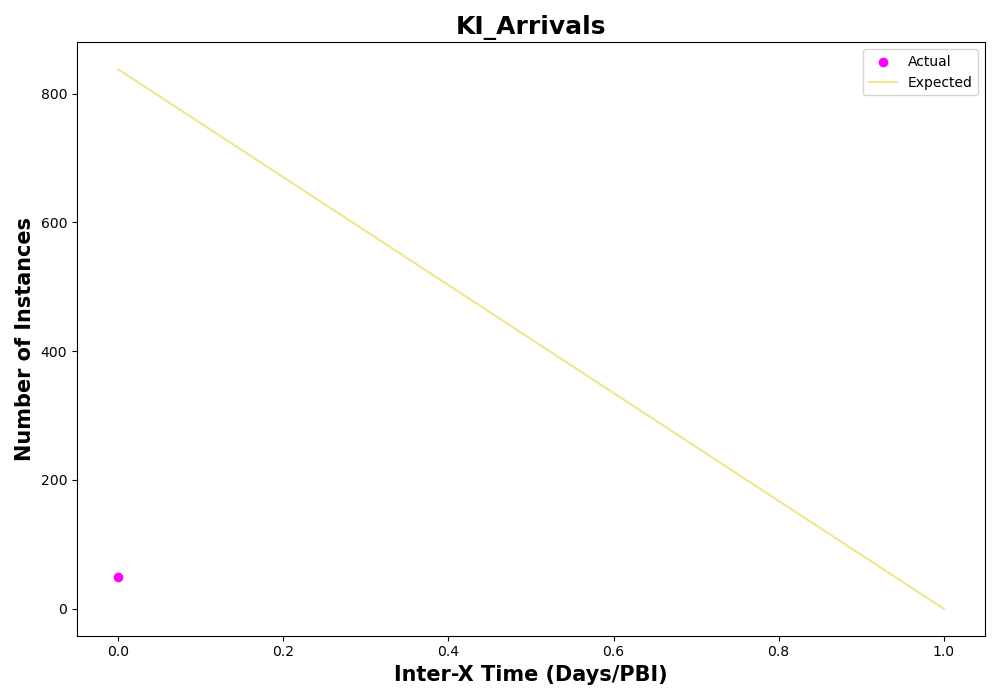 KI_Arrivals
Actual
Expected
Number of Instances
800
600
400
200
0
0.0
0.2
0.4
0.6
0.8
1.0
Inter-X Time (Days/PBI)